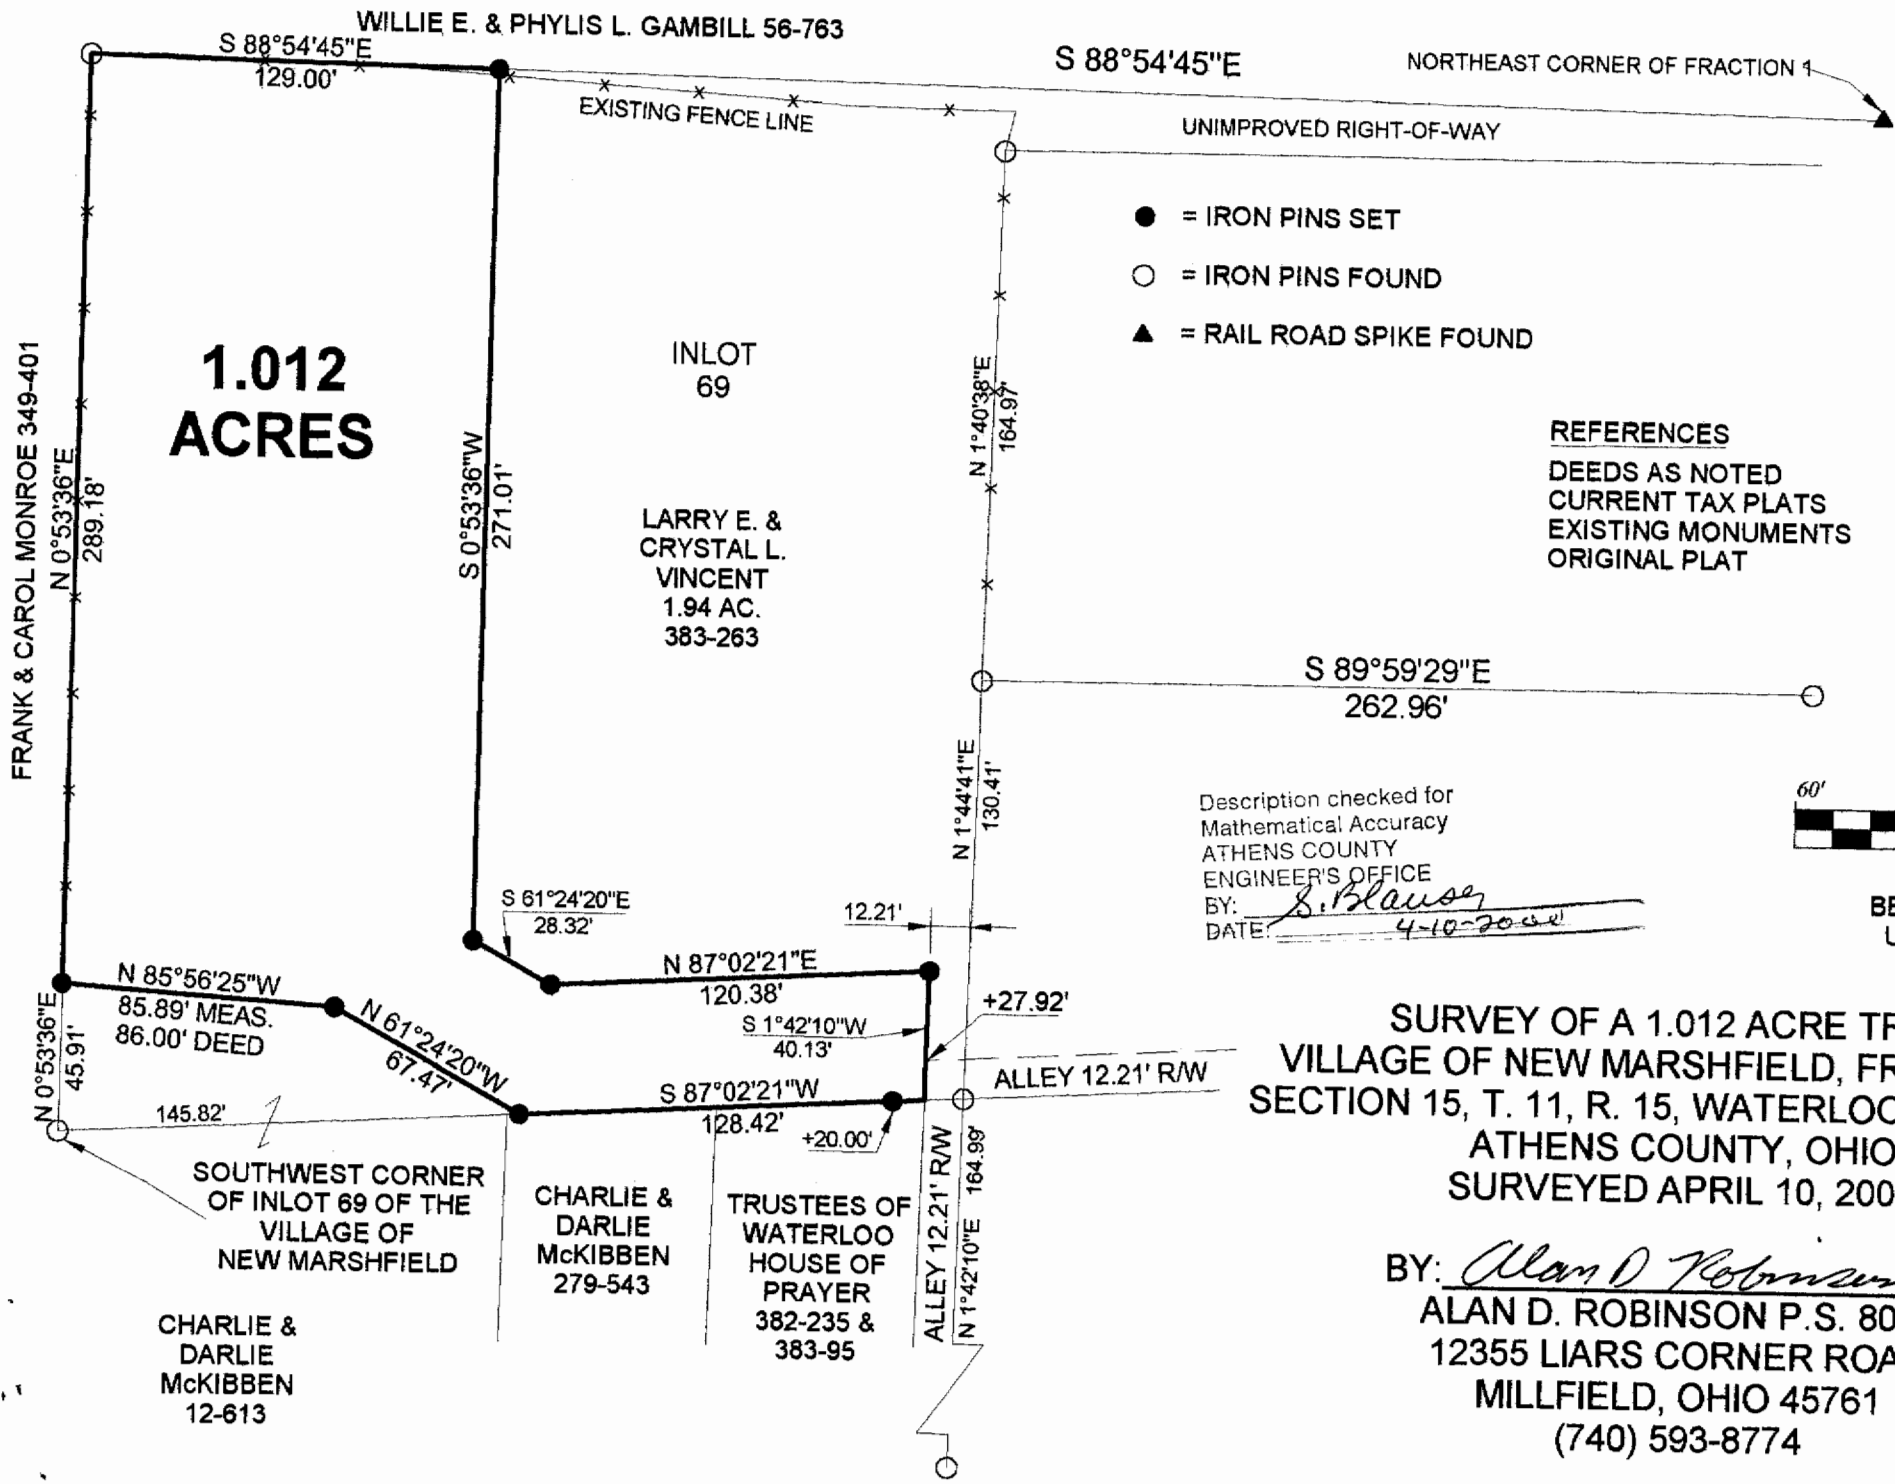 WILLIE E. & PHYLIS L. GAMBILL 56-763
S 88°54'45"E
129.00'
S 88°54'45"E
NORTHEAST CORNER OF FRACTION 1
EXISTING FENCE LINE
UNIMPROVED RIGHT-OF-WAY
= IRON PINS SET
= IRON PINS FOUND
= RAIL ROAD SPIKE FOUND
FRANK & CAROL MONROE 349-401
N 0°53'36"E
289.18'
1.012
ACRES
S 0°53'36"W
271.01'
INLOT
69
LARRY E. &
CRYSTAL L.
VINCENT
1.94 AC.
383-263
N 1°40'38"E
164.97'
REFERENCES
DEEDS AS NOTED
CURRENT TAX PLATS
EXISTING MONUMENTS
ORIGINAL PLAT
S 89°59'29"E
262.96'
N 1°44'41"E
130.41'
Description checked for
Mathematical Accuracy
ATHENS COUNTY
ENGINEER'S OFFICE
BY: S. Blauser
DATE: 4-10-2000
60'
BE
U
S 61°24'20"E
28.32'
12.21'
N 87°02'21"E
120.38'
S 1°42'10"W
40.13'
+27.92'
N 85°56'25"W
85.89' MEAS.
86.00' DEED
N 61°24'20"W
67.47'
N 0°53'36"E
45.91'
145.82'
S 87°02'21"W
128.42'
+20.00'
ALLEY 12.21' R/W
SOUTHWEST CORNER
OF INLOT 69 OF THE
VILLAGE OF
NEW MARSHFIELD
CHARLIE &
DARLIE
McKIBBEN
279-543
TRUSTEES OF
WATERLOO
HOUSE OF
PRAYER
382-235 &
383-95
ALLEY 12.21' R/W
N 1°42'10"E 164.99'
CHARLIE &
DARLIE
McKIBBEN
12-613
SURVEY OF A 1.012 ACRE TR
VILLAGE OF NEW MARSHFIELD, FR
SECTION 15, T. 11, R. 15, WATERLOO
ATHENS COUNTY, OHIO
SURVEYED APRIL 10, 200
BY: Alan D Robinson
ALAN D. ROBINSON P.S. 80
12355 LIARS CORNER ROA
MILLFIELD, OHIO 45761
(740) 593-8774